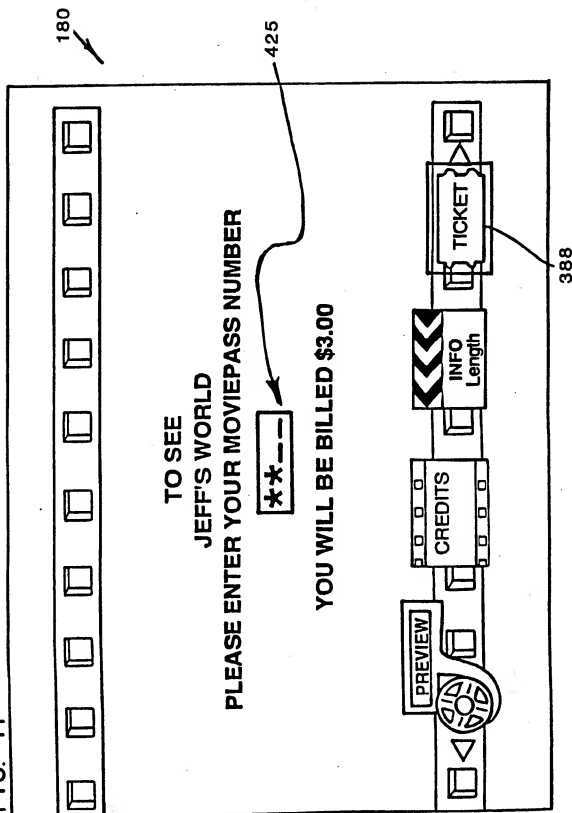 180
425
TO SEE
JEFF'S WORLD
PLEASE ENTER YOUR MOVIEPASS NUMBER
**__
YOU WILL BE BILLED $3.00
PREVIEW
CREDITS
INFO
Length
TICKET
388